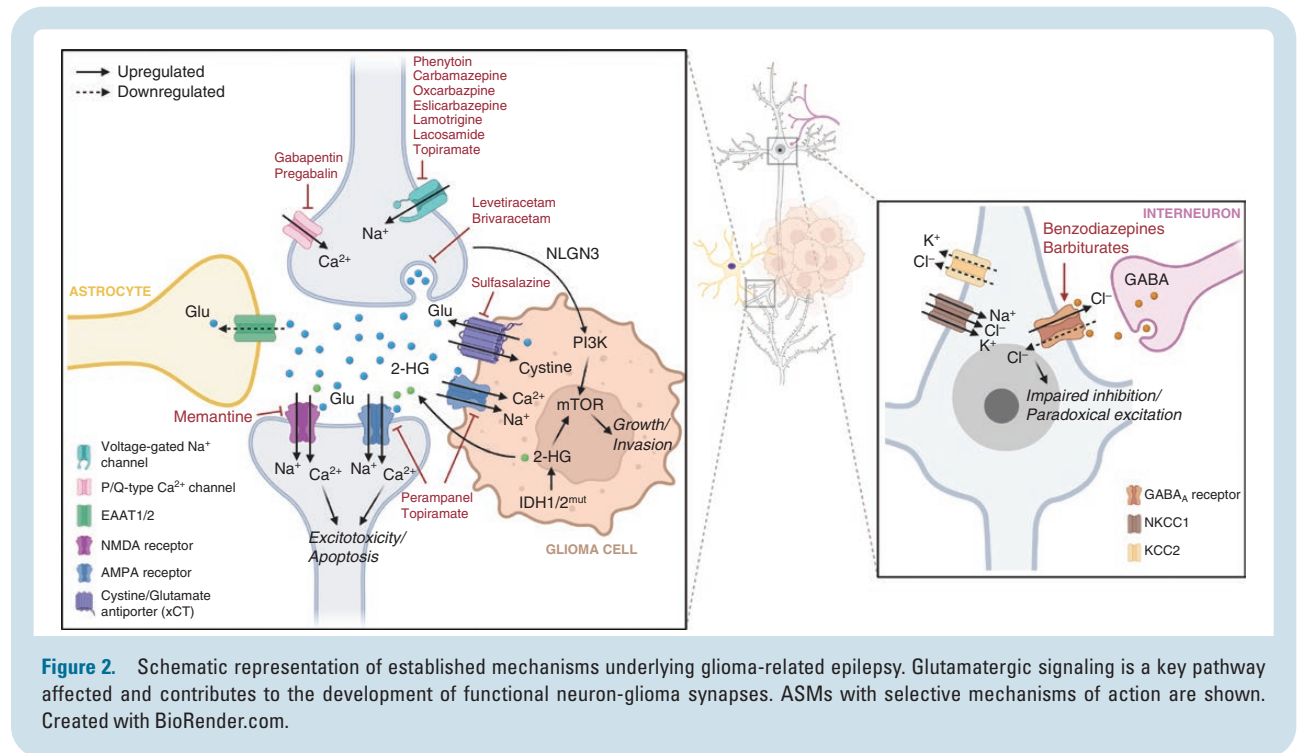 Upregulated
Downregulated
Phenytoin
Carbamazepine
Oxcarbazpine
Eslicarbazepine
Lamotrigine
Lacosamide
Topiramate
Gabapentin
Pregabalin
Na⁺
Ca²⁺
Levetiracetam
Brivaracetam
NLGN3
ASTROCYTE
Glu
Sulfasalazine
Glu
PI3K
Cystine
2-HG
Ca²⁺
Na⁺
mTOR
Growth/
Invasion
Memantine
Glu
2-HG
IDH1/2ᵐᵘᵗ
Na⁺
Ca²⁺
Na⁺
Ca²⁺
Perampanel
Topiramate
Excitotoxicity/
Apoptosis
GLIOMA CELL
Voltage-gated Na⁺
channel
P/Q-type Ca²⁺ channel
EAAT1/2
NMDA receptor
AMPA receptor
Cystine/Glutamate
antiporter (xCT)
INTERNEURON
Benzodiazepines
Barbiturates
K⁺
Cl⁻
GABA
Cl⁻
Na⁺
Cl⁻
K⁺
Cl⁻
Impaired inhibition/
Paradoxical excitation
GABA_A receptor
NKCC1
KCC2
Figure 2. Schematic representation of established mechanisms underlying glioma-related epilepsy. Glutamatergic signaling is a key pathway
affected and contributes to the development of functional neuron-glioma synapses. ASMs with selective mechanisms of action are shown.
Created with BioRender.com.